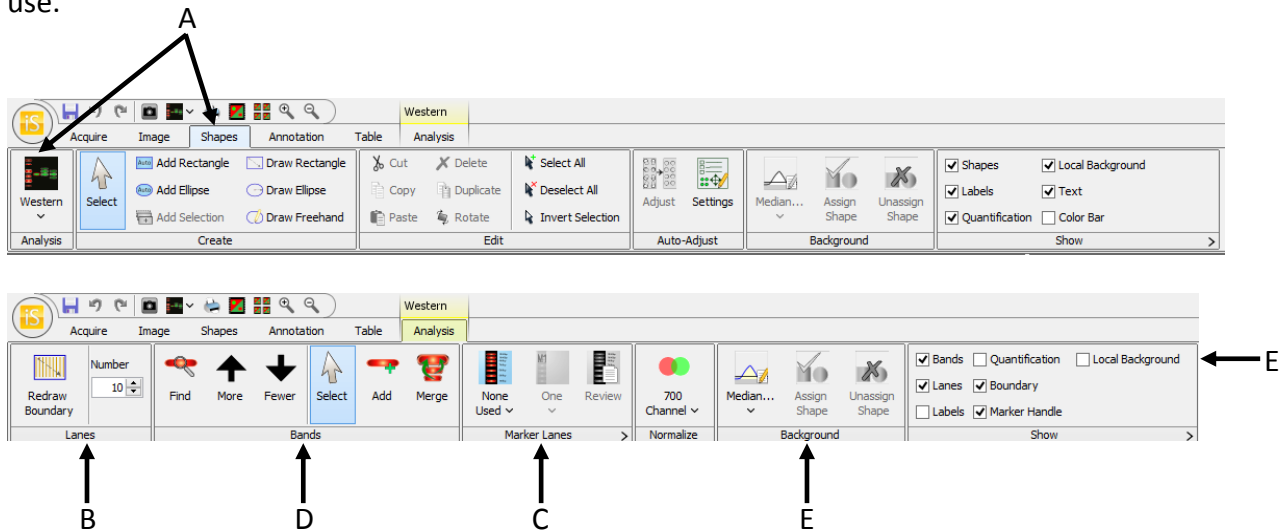 use.
A
iS
Western
Acquire Image Shapes Annotation Table Analysis
Western
Select
Auto Add Rectangle Draw Rectangle
Auto Add Ellipse Draw Ellipse
Add Selection Draw Freehand
Cut Delete Select All
Copy Duplicate Deselect All
Paste Rotate Invert Selection
Adjust Settings
Median... Assign Shape Unassign Shape
Shapes Local Background
Labels Text
Quantification Color Bar
Analysis Create Edit Auto-Adjust Background Show >
iS
Western
Acquire Image Shapes Annotation Table Analysis
Redraw Boundary
Number
10
Find More Fewer Select Add Merge
None Used
M1
One
Review
700 Channel
Median... Assign Shape Unassign Shape
Bands Quantification Local Background
Lanes Boundary
Labels Marker Handle
E
Lanes Bands Marker Lanes > Normalize Background Show >
B D C E